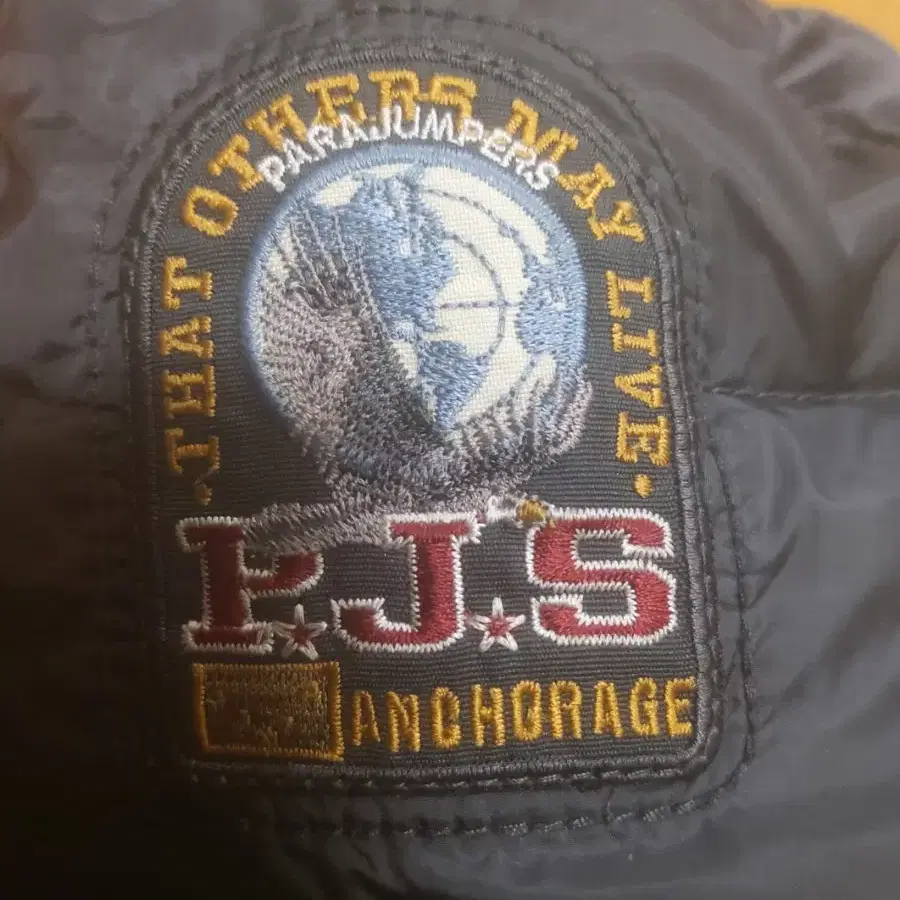 · THAT OTHERS MAY LIVE ·
PARAJUMPERS
P.J.S
ANCHORAGE